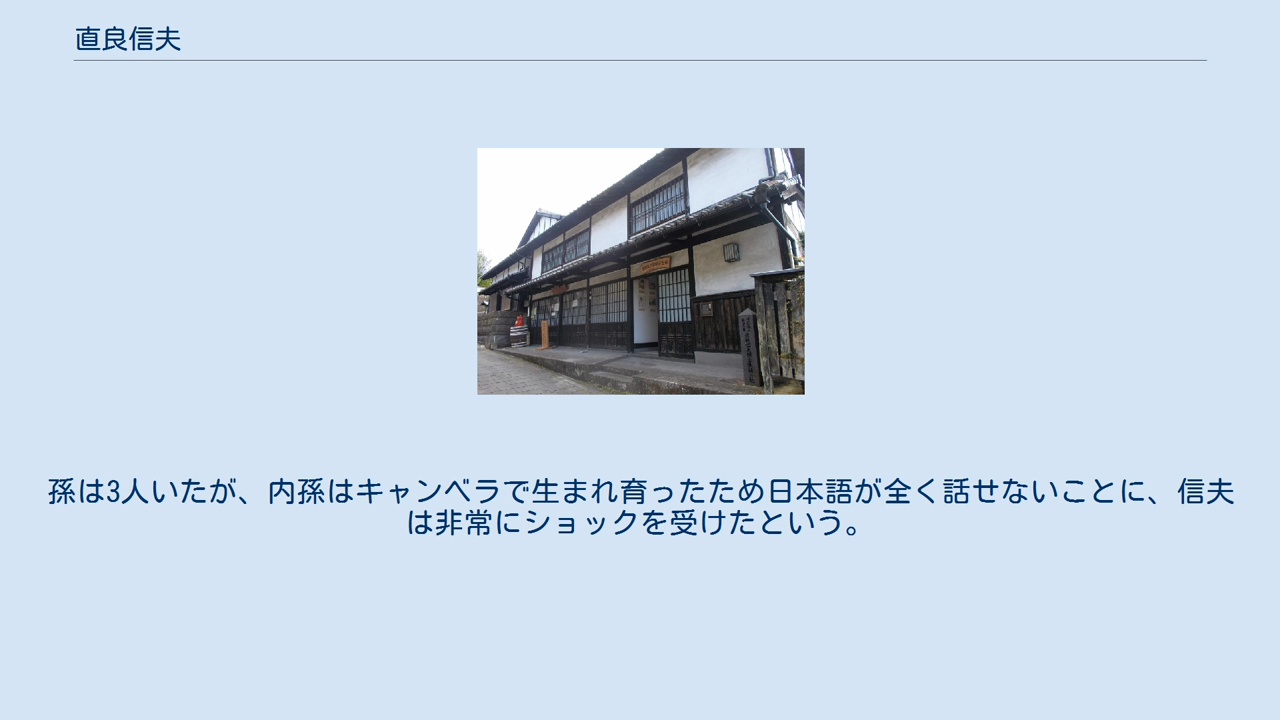 直良信夫
孫は3人いたが、内孫はキャンベラで生まれ育ったため日本語が全く話せないことに、信夫
は非常にショックを受けたという。